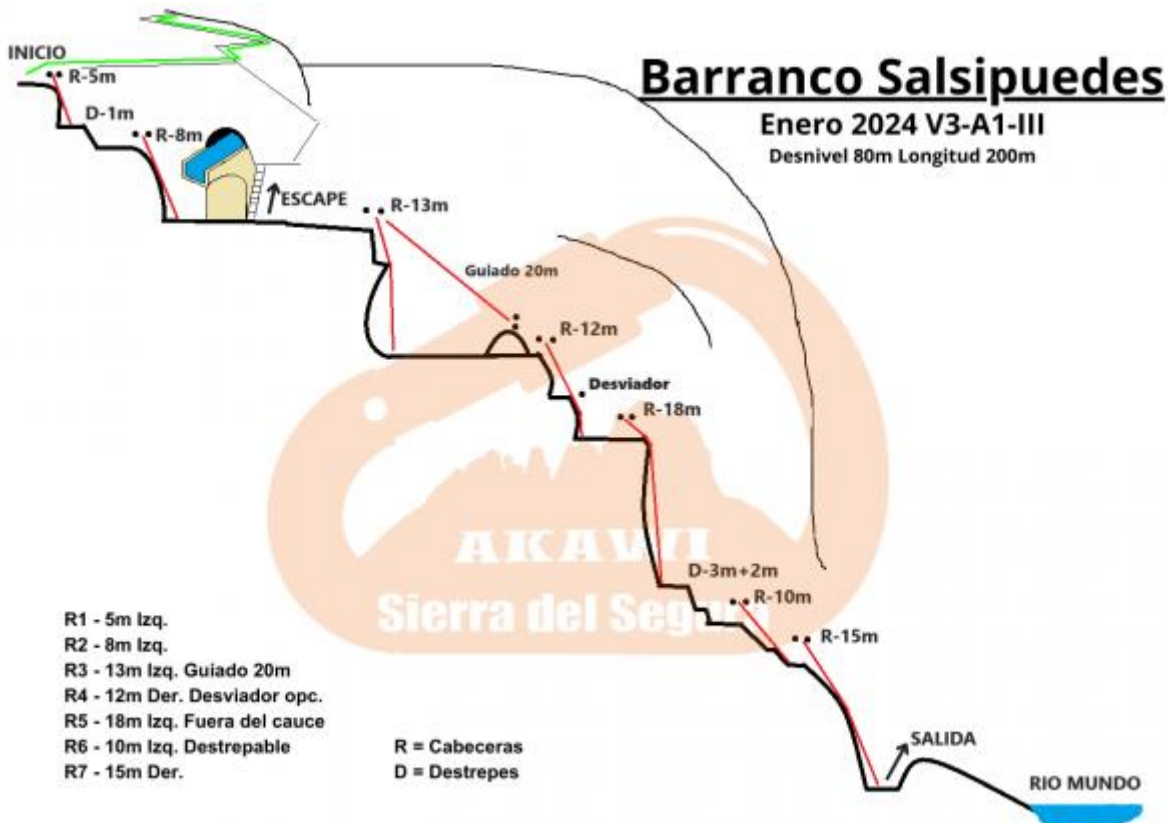 Barranco Salsipuedes
Enero 2024 V3-A1-III
Desnivel 80m Longitud 200m
INICIO
R-5m
D-1m
R-8m
ESCAPE
R-13m
Guiado 20m
R-12m
Desviador
R-18m
AKAWI
Sierra del Segura
D-3m+2m
R-10m
R-15m
SALIDA
RIO MUNDO
R1 - 5m Izq.
R2 - 8m Izq.
R3 - 13m Izq. Guiado 20m
R4 - 12m Der. Desviador opc.
R5 - 18m Izq. Fuera del cauce
R6 - 10m Izq. Destrepable
R7 - 15m Der.
R = Cabeceras
D = Destrepes